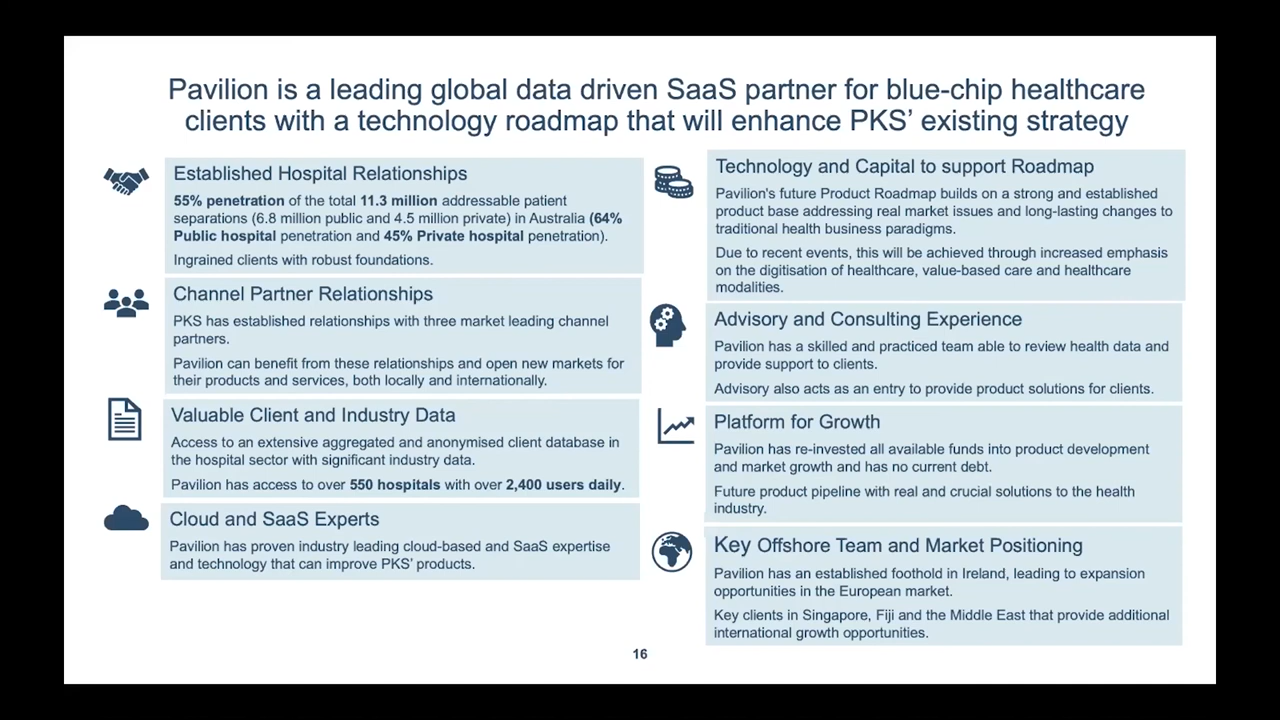 Pavilion is a leading global data driven SaaS partner for blue-chip healthcare
clients with a technology roadmap that will enhance PKS’ existing strategy
Established Hospital Relationships
55% penetration of the total 11.3 million addressable patient
separations (6.8 million public and 4.5 million private) in Australia (64%
Public hospital penetration and 45% Private hospital penetration).
Ingrained clients with robust foundations.
Channel Partner Relationships
PKS has established relationships with three market leading channel
partners.
Pavilion can benefit from these relationships and open new markets for
their products and services, both locally and internationally.
Valuable Client and Industry Data
Access to an extensive aggregated and anonymised client database in
the hospital sector with significant industry data.
Pavilion has access to over 550 hospitals with over 2,400 users daily.
Cloud and SaaS Experts
Pavilion has proven industry leading cloud-based and SaaS expertise
and technology that can improve PKS’ products.
Technology and Capital to support Roadmap
Pavilion's future Product Roadmap builds on a strong and established
product base addressing real market issues and long-lasting changes to
traditional health business paradigms.
Due to recent events, this will be achieved through increased emphasis
on the digitisation of healthcare, value-based care and healthcare
modalities.
Advisory and Consulting Experience
Pavilion has a skilled and practiced team able to review health data and
provide support to clients.
Advisory also acts as an entry to provide product solutions for clients.
Platform for Growth
Pavilion has re-invested all available funds into product development
and market growth and has no current debt.
Future product pipeline with real and crucial solutions to the health
industry.
Key Offshore Team and Market Positioning
Pavilion has an established foothold in Ireland, leading to expansion
opportunities in the European market.
Key clients in Singapore, Fiji and the Middle East that provide additional
international growth opportunities.
16